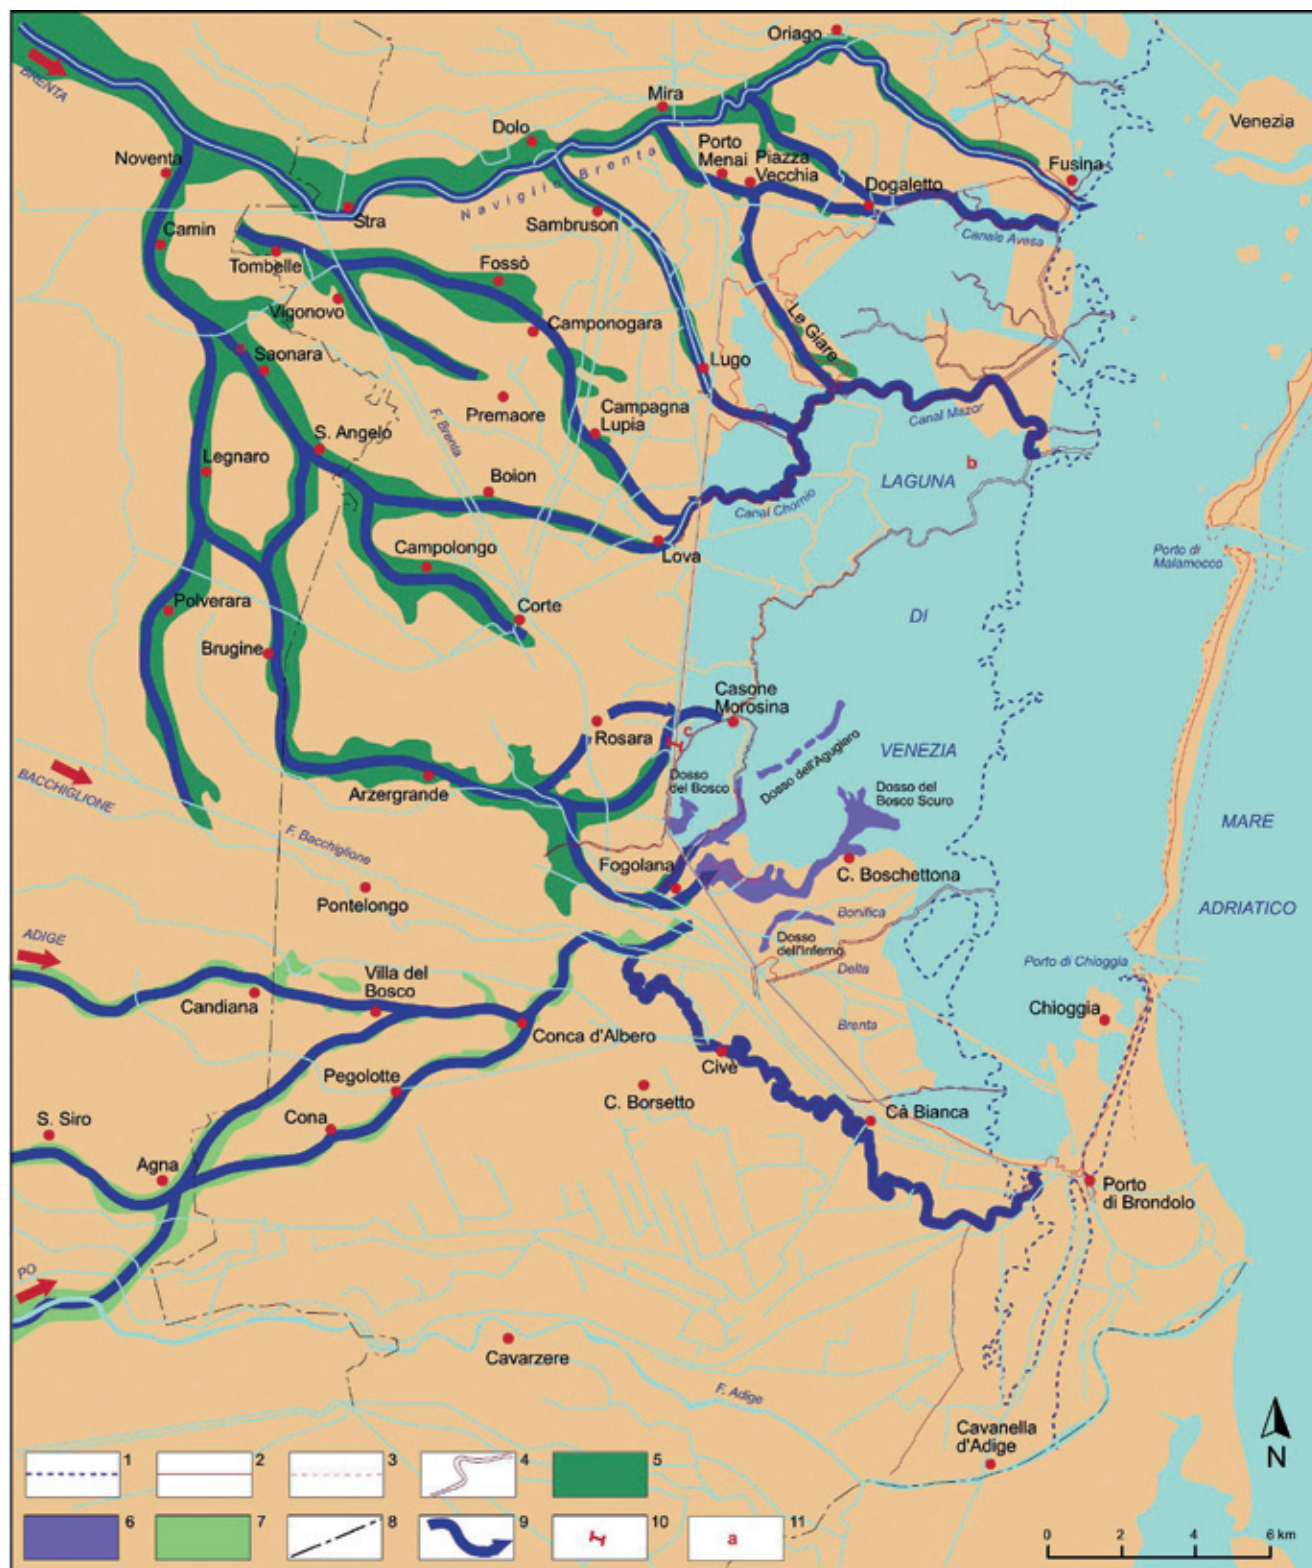 Oriago
BRENTA
Mira
Venezia
Dolo
Noventa
Porto
Menai
Piazza
Vecchia
Fusina
Naviglio Brenta
Dogaletto
Stra
Sambruson
Camin
Canale Avesa
Tombelle
Fossò
Vigonovo
Le Giare
Camponogara
Saonara
Lugo
F. Brenta
Premaore
Campagna
Lupia
Canal Mazor
S. Angelo
Legnaro
b
LAGUNA
Boion
Canal Chornio
Lova
Porto di
Malamocco
Campolongo
Polverara
Corte
DI
Brugine
Casone
Morosina
Rosara
c
VENEZIA
Dosso
del Bosco
Dosso dell'Agugiaro
BACCHIGLIONE
Arzergrande
Dosso del
Bosco Scuro
MARE
F. Bacchiglione
Fogolana
C. Boschettona
Pontelongo
Bonifica
ADRIATICO
ADIGE
Dosso
dell'Inferno
Delta
Porto di Chioggia
Villa del
Bosco
Candiana
Chioggia
Conca d'Albero
Brenta
Civè
Pegolotte
C. Borsetto
S. Siro
Cona
Cà Bianca
Agna
Porto
di Brondolo
PO
Cavarzere
F. Adige
Cavanella
d'Adige
N
1 2 3 4 5
6 7 8 9 10 a 11
0 2 4 6 km